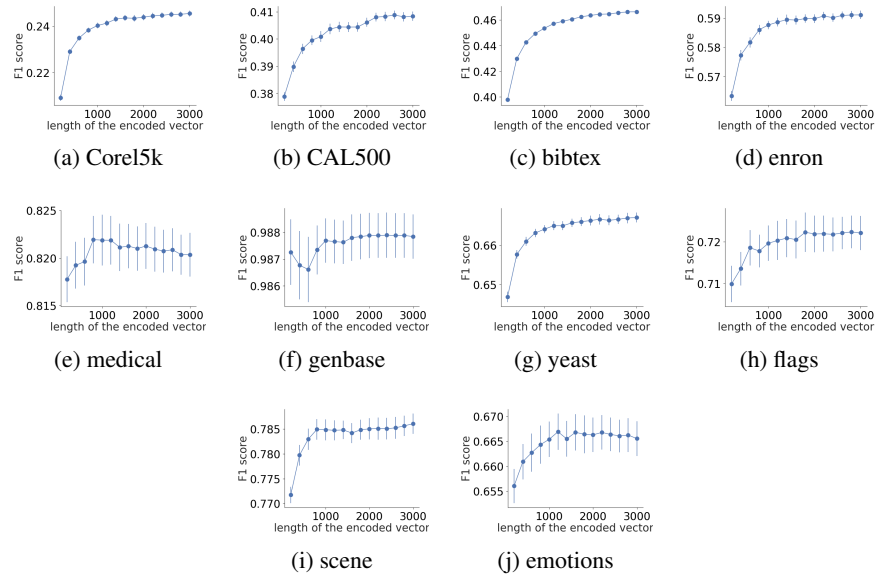 0.24
0.22
F1 score
1000 2000 3000
length of the encoded vector
(a) Corel5k
0.41
0.40
0.39
0.38
F1 score
1000 2000 3000
length of the encoded vector
(b) CAL500
0.46
0.44
0.42
0.40
F1 score
1000 2000 3000
length of the encoded vector
(c) bibtex
0.59
0.58
0.57
F1 score
1000 2000 3000
length of the encoded vector
(d) enron
0.825
0.820
0.815
F1 score
1000 2000 3000
length of the encoded vector
(e) medical
0.988
0.987
0.986
F1 score
1000 2000 3000
length of the encoded vector
(f) genbase
0.66
0.65
F1 score
1000 2000 3000
length of the encoded vector
(g) yeast
0.72
0.71
F1 score
1000 2000 3000
length of the encoded vector
(h) flags
0.785
0.780
0.775
0.770
F1 score
1000 2000 3000
length of the encoded vector
(i) scene
0.670
0.665
0.660
0.655
F1 score
1000 2000 3000
length of the encoded vector
(j) emotions